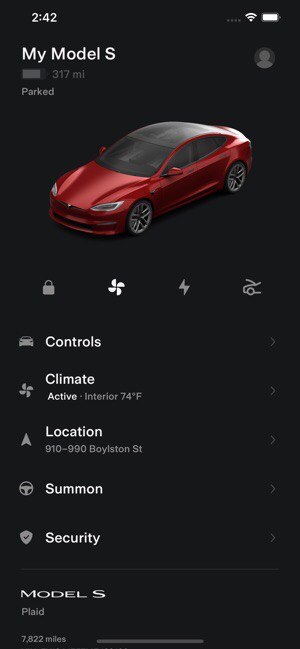 2:42
My Model S
317 mi
Parked
Controls
Climate
Active · Interior 74°F
Location
910–990 Boylston St
Summon
Security
MODEL S
Plaid
7,822 miles